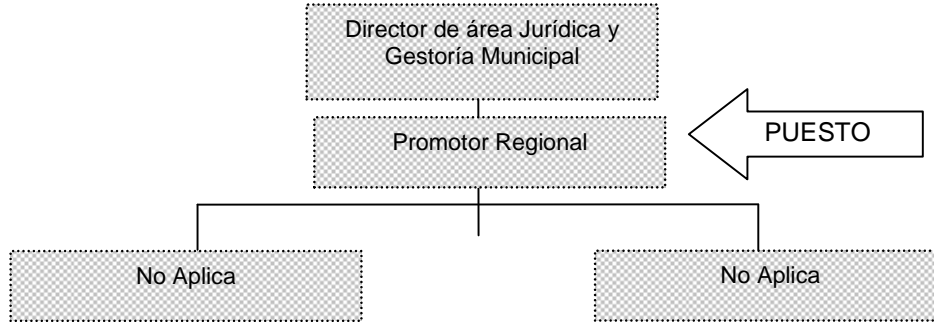 Director de área Jurídica y
Gestoría Municipal
Promotor Regional
PUESTO
No Aplica
No Aplica